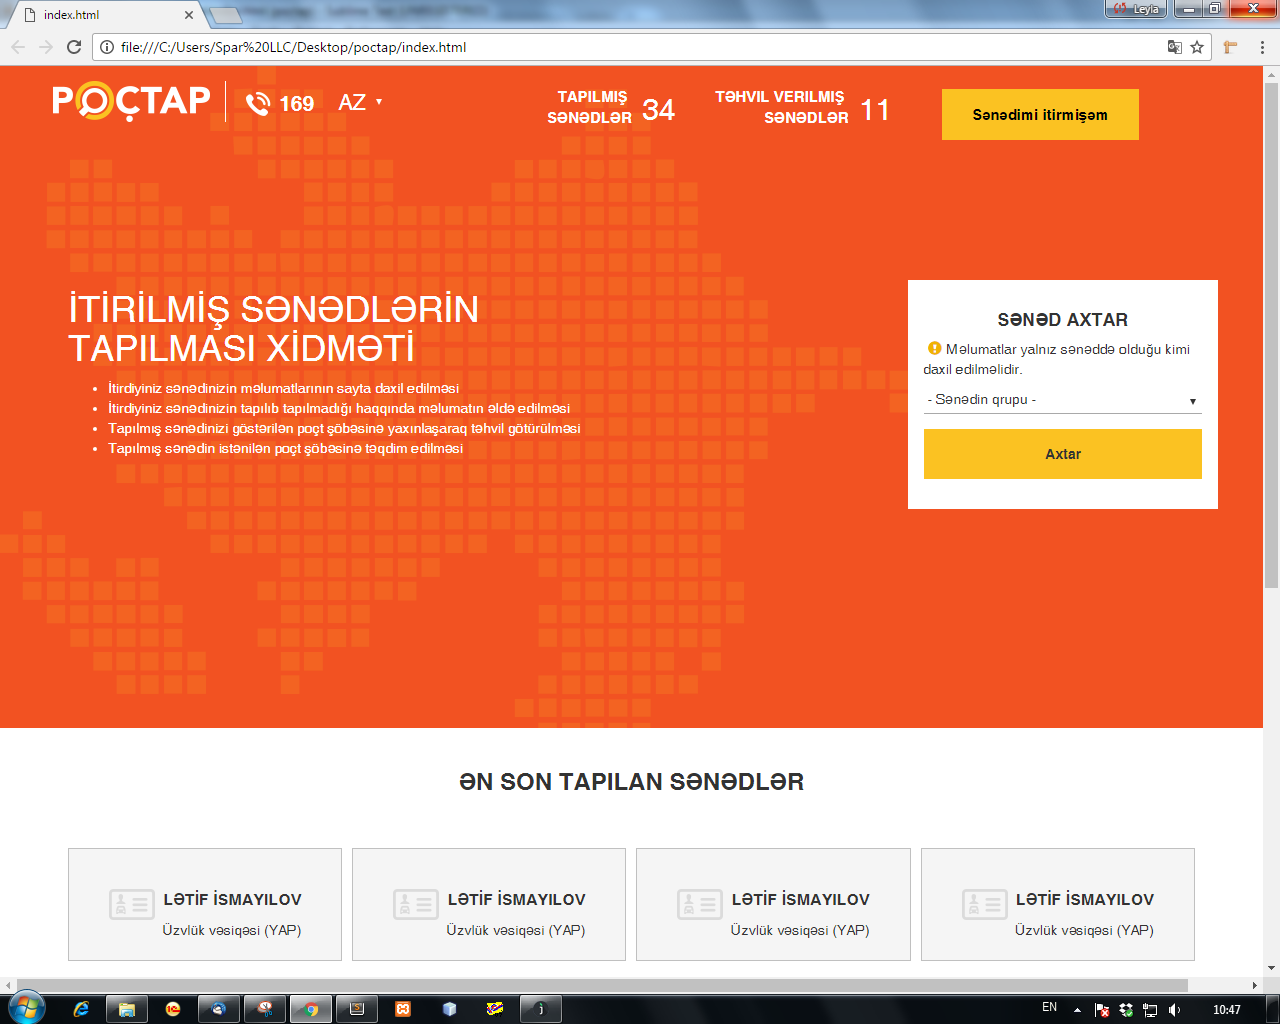 index.html
Leyla
file:///C:/Users/Spar%20LLC/Desktop/poctap/index.html
POÇTAP
169
AZ
TAPILMIŞ
SƏNƏDLƏR
34
TƏHVIL VERILMIŞ
SƏNƏDLƏR
11
Sənədimi itirmişəm
İTİRİLMİŞ SƏNƏDLƏRİN
TAPILMASI XİDMƏTİ
İtirdiyiniz sənədinizin məlumatlarının sayta daxil edilməsi
İtirdiyiniz sənədinizin tapılıb tapılmadığı haqqında məlumatın əldə edilməsi
Tapılmış sənədinizi göstərilən poçt şöbəsinə yaxınlaşaraq təhvil götürülməsi
Tapılmış sənədin istənilən poçt şöbəsinə təqdim edilməsi
SƏNƏD AXTAR
Məlumatlar yalnız sənəddə olduğu kimi
daxil edilməlidir.
- Sənədin qrupu -
Axtar
ƏN SON TAPILAN SƏNƏDLƏR
LƏTİF İSMAYILOV
Üzvlük vəsiqəsi (YAP)
LƏTİF İSMAYILOV
Üzvlük vəsiqəsi (YAP)
LƏTİF İSMAYILOV
Üzvlük vəsiqəsi (YAP)
LƏTİF İSMAYILOV
Üzvlük vəsiqəsi (YAP)
EN
10:47